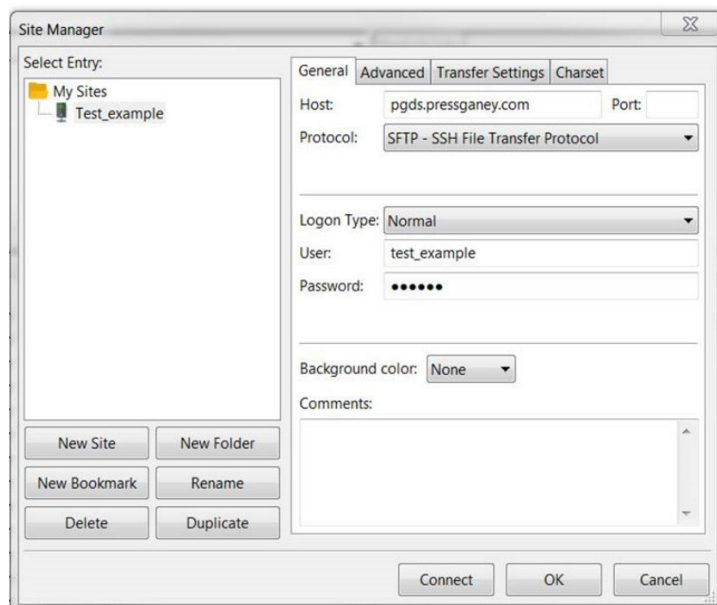 Site Manager
Select Entry:
My Sites
Test_example
New Site
New Folder
New Bookmark
Rename
Delete
Duplicate
General
Advanced
Transfer Settings
Charset
Host:
pgds.pressganey.com
Port:
Protocol:
SFTP - SSH File Transfer Protocol
Logon Type:
Normal
User:
test_example
Password:
●●●●●●
Background color:
None
Comments:
Connect
OK
Cancel